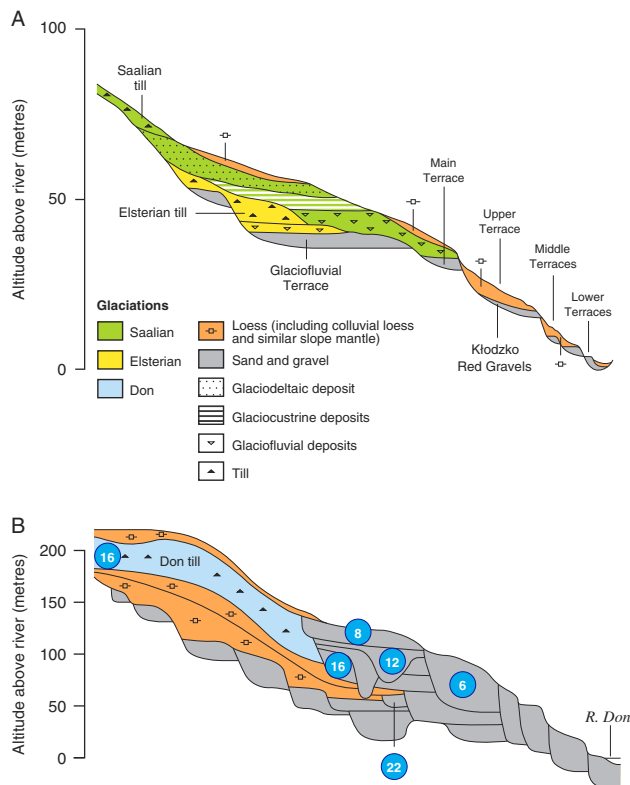 A
100
Saalian
till
Main
Terrace
Upper
Terrace
50
Elsterian till
Middle
Terraces
Glaciofluvial
Terrace
Lower
Terraces
Altitude above river (metres)
Glaciations
Saalian
Loess (including colluvial loess
and similar slope mantle)
Kłodzko
Red Gravels
Elsterian
Sand and gravel
0
Don
Glaciodeltaic deposit
Glaciocustrine deposits
Glaciofluvial deposits
Till
B
200
16
Don till
150
8
12
16
100
6
50
R. Don
0
22
Altitude above river (metres)